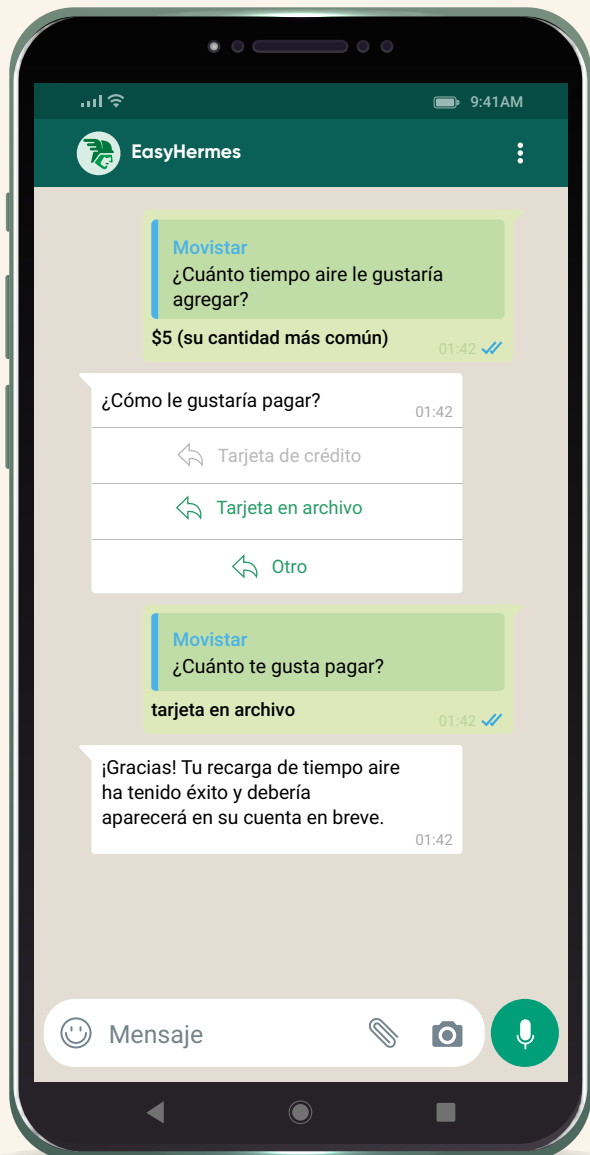 9:41AM
EasyHermes
Movistar
¿Cuánto tiempo aire le gustaría
agregar?
$5 (su cantidad más común)
01:42
¿Cómo le gustaría pagar?
01:42
Tarjeta de crédito
Tarjeta en archivo
Otro
Movistar
¿Cuánto te gusta pagar?
tarjeta en archivo
01:42
¡Gracias! Tu recarga de tiempo aire
ha tenido éxito y debería
aparecerá en su cuenta en breve.
01:42
Mensaje